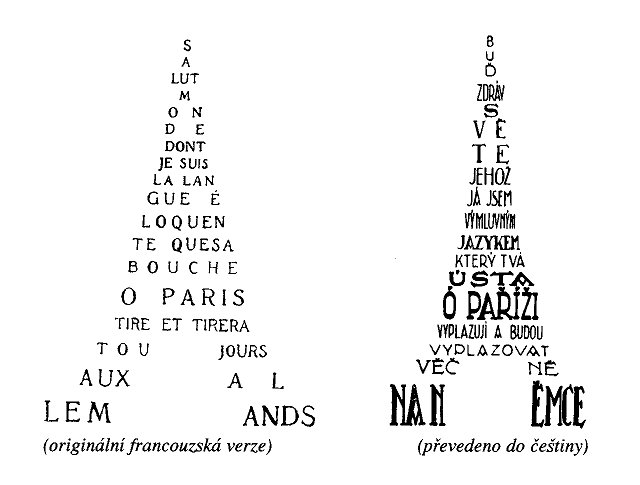 S
A
LUT
M
O N
D E
DONT
JE SUIS
LA LAN
GUE É
LOQUEN
TE QUESA
BOUCHE
O PARIS
TIRE ET TIRERA
TOU JOURS
AUX A L
LEM ANDS
(originální francouzská verze)
B
U
Ď
ZDRÁV
S
VĚ
TE
JEHOŽ
JÁ JSEM
VÝMLUVNÝM
JAZYKEM
KTERÝ TVÁ
ÚSTA
Ó PAŘÍŽI
VYPLAZUJÍ A BUDOU
VYPLAZOVAT
VĚČ NĚ
NAN ĚMCE
(převedeno do češtiny)